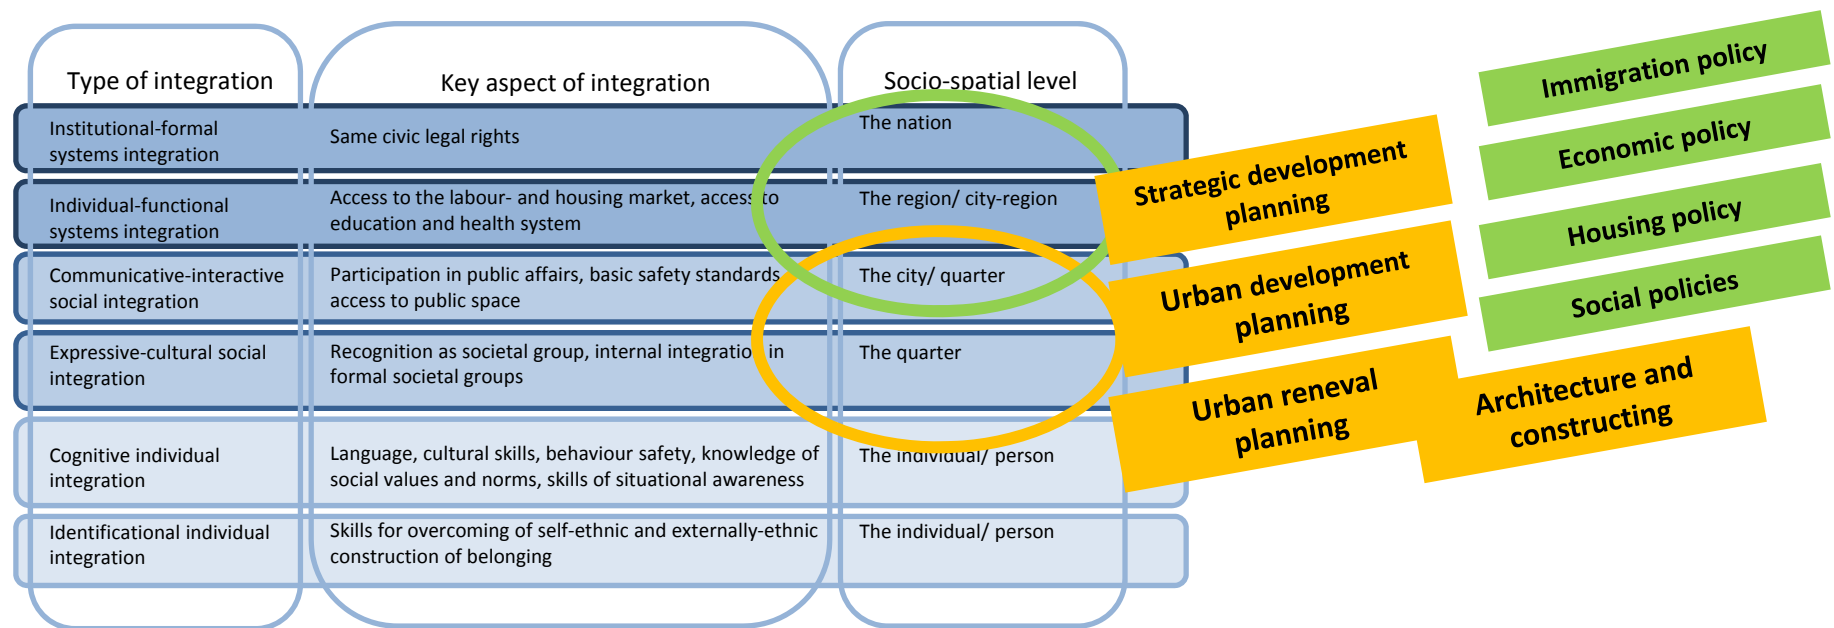 Type of integration
Key aspect of integration
Socio-spatial level
Institutional-formal
systems integration
Same civic legal rights
The nation
Individual-functional
systems integration
Access to the labour- and housing market, access to
education and health system
The region/ city-region
Communicative-interactive
social integration
Participation in public affairs, basic safety standards
access to public space
The city/ quarter
Expressive-cultural social
integration
Recognition as societal group, internal integration in
formal societal groups
The quarter
Cognitive individual
integration
Language, cultural skills, behaviour safety, knowledge of
social values and norms, skills of situational awareness
The individual/ person
Identificational individual
integration
Skills for overcoming of self-ethnic and externally-ethnic
construction of belonging
The individual/ person
Strategic development
planning
Urban development
planning
Urban reneval
planning
Architecture and
constructing
Immigration policy
Economic policy
Housing policy
Social policies